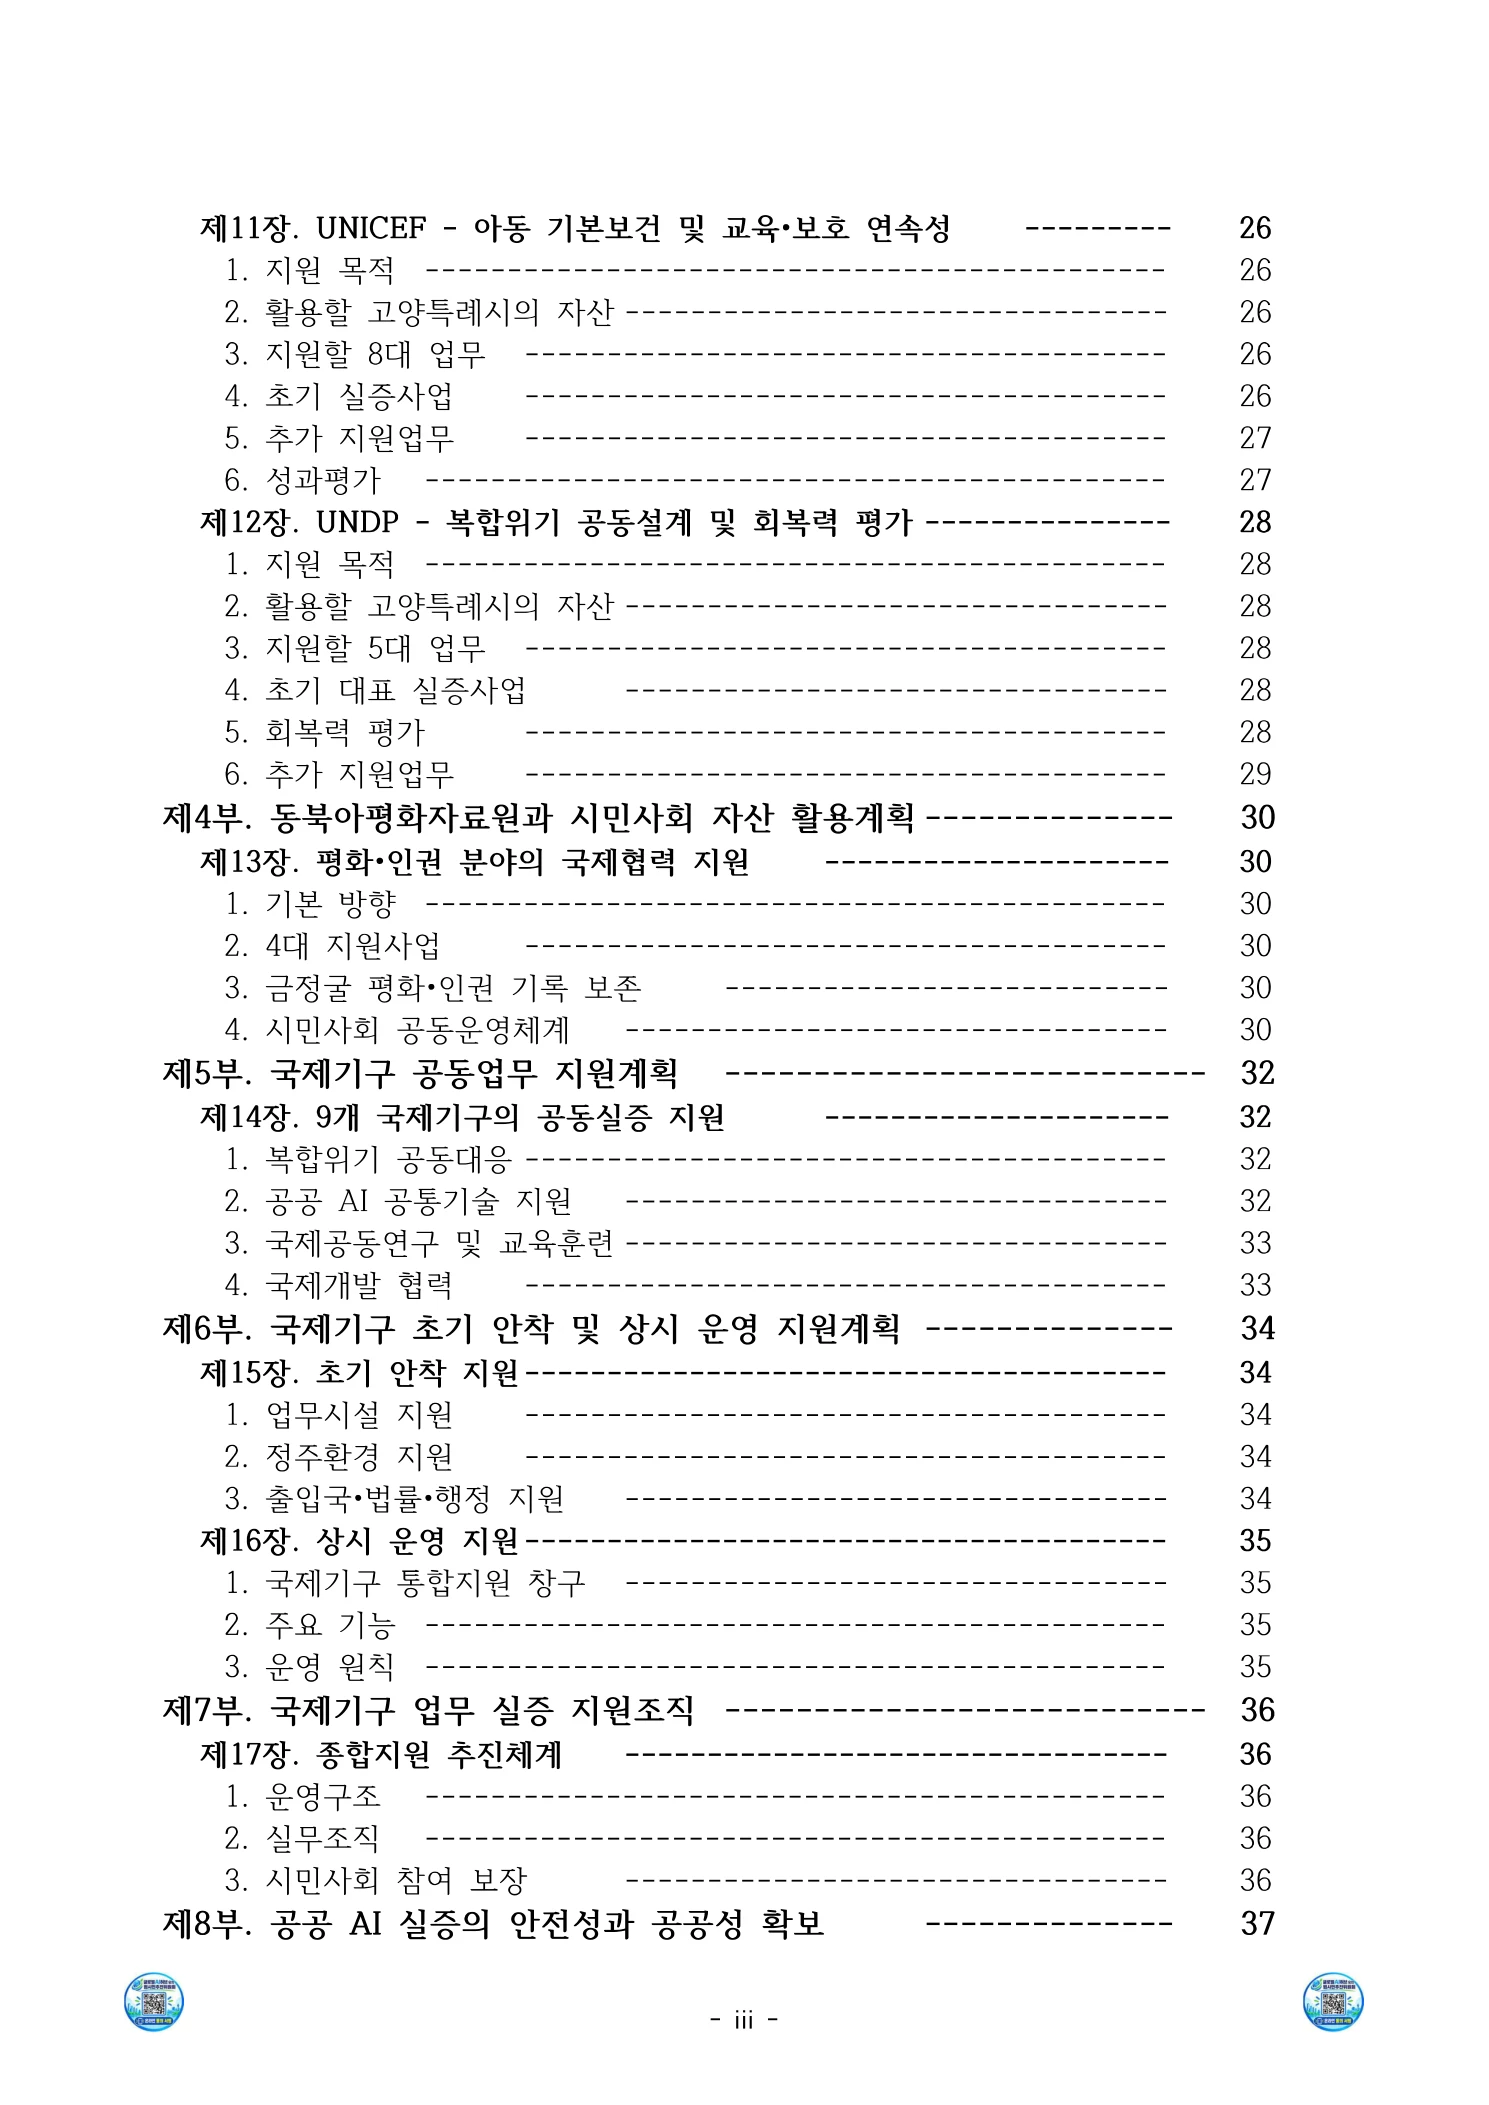 제11장. UNICEF - 아동 기본보건 및 교육•보호 연속성 --------- 26
1. 지원 목적 --------------------------------------------- 26
2. 활용할 고양특례시의 자산 --------------------------------- 26
3. 지원할 8대 업무 --------------------------------------- 26
4. 초기 실증사업 --------------------------------------- 26
5. 추가 지원업무 --------------------------------------- 27
6. 성과평가 --------------------------------------------- 27
제12장. UNDP - 복합위기 공동설계 및 회복력 평가 --------------- 28
1. 지원 목적 --------------------------------------------- 28
2. 활용할 고양특례시의 자산 --------------------------------- 28
3. 지원할 5대 업무 --------------------------------------- 28
4. 초기 대표 실증사업 --------------------------------- 28
5. 회복력 평가 --------------------------------------- 28
6. 추가 지원업무 --------------------------------------- 29
제4부. 동북아평화자료원과 시민사회 자산 활용계획 -------------- 30
제13장. 평화•인권 분야의 국제협력 지원 --------------------- 30
1. 기본 방향 --------------------------------------------- 30
2. 4대 지원사업 --------------------------------------- 30
3. 금정굴 평화•인권 기록 보존 --------------------------- 30
4. 시민사회 공동운영체계 --------------------------------- 30
제5부. 국제기구 공동업무 지원계획 --------------------------- 32
제14장. 9개 국제기구의 공동실증 지원 --------------------- 32
1. 복합위기 공동대응 --------------------------------------- 32
2. 공공 AI 공통기술 지원 --------------------------------- 32
3. 국제공동연구 및 교육훈련 --------------------------------- 33
4. 국제개발 협력 --------------------------------------- 33
제6부. 국제기구 초기 안착 및 상시 운영 지원계획 -------------- 34
제15장. 초기 안착 지원 --------------------------------------- 34
1. 업무시설 지원 --------------------------------------- 34
2. 정주환경 지원 --------------------------------------- 34
3. 출입국•법률•행정 지원 --------------------------------- 34
제16장. 상시 운영 지원 --------------------------------------- 35
1. 국제기구 통합지원 창구 --------------------------------- 35
2. 주요 기능 --------------------------------------------- 35
3. 운영 원칙 --------------------------------------------- 35
제7부. 국제기구 업무 실증 지원조직 --------------------------- 36
제17장. 종합지원 추진체계 --------------------------------- 36
1. 운영구조 --------------------------------------------- 36
2. 실무조직 --------------------------------------------- 36
3. 시민사회 참여 보장 --------------------------------- 36
제8부. 공공 AI 실증의 안전성과 공공성 확보 -------------- 37
- iii -